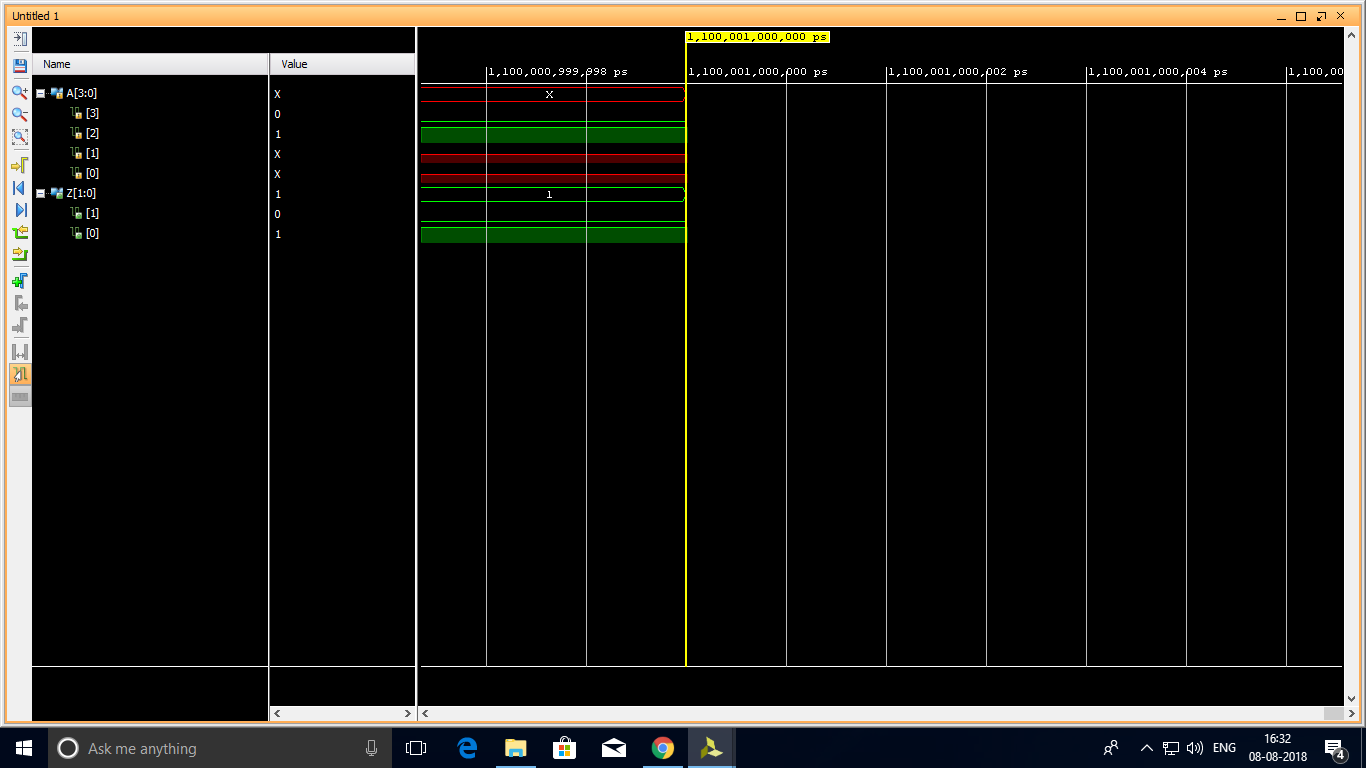 Untitled 1
1,100,001,000,000 ps
Name
Value
1,100,000,999,998 ps
1,100,001,000,000 ps
1,100,001,000,002 ps
1,100,001,000,004 ps
1,100,00
A[3:0]
X
X
[3]
0
[2]
1
[1]
X
[0]
X
Z[1:0]
1
1
[1]
0
[0]
1
Ask me anything
ENG
16:32
08-08-2018
4